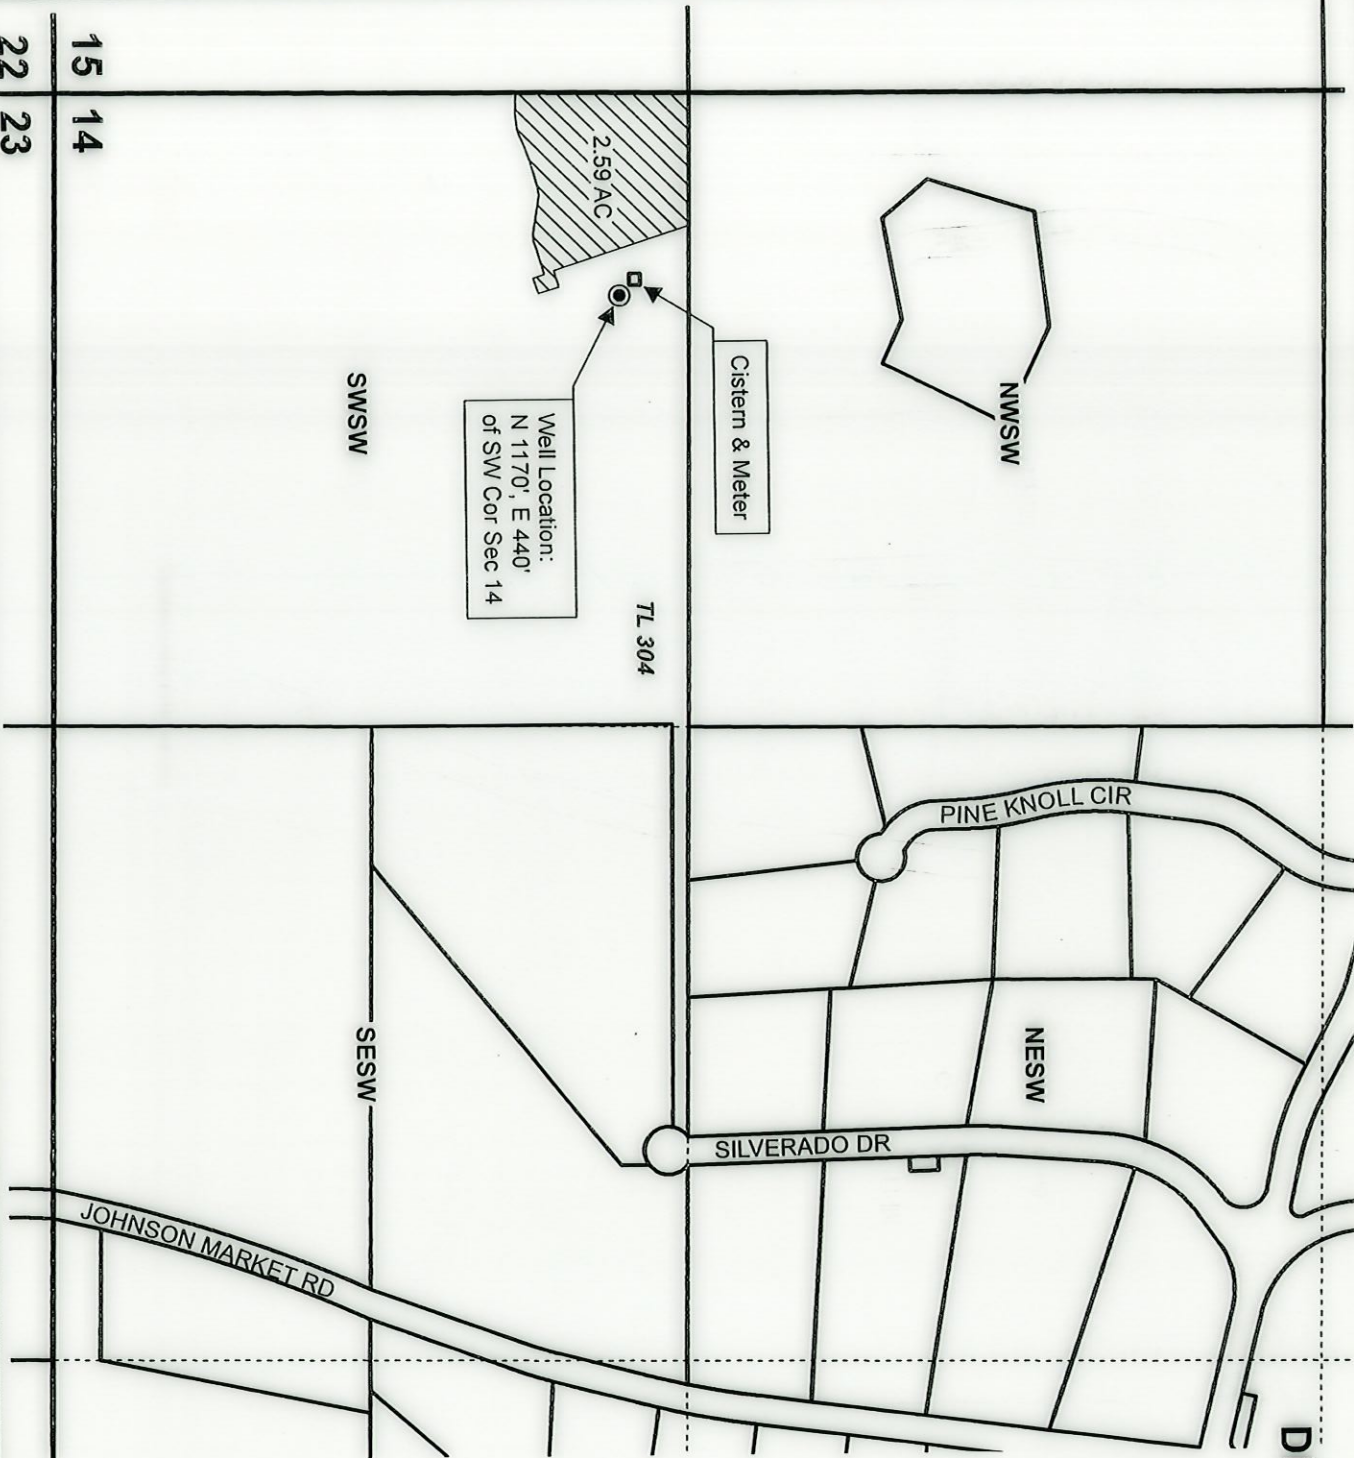 D
NWSW
PINE KNOLL CIR
NESW
SILVERADO DR
Cistern & Meter
2.59 AC
TL 304
Well Location:
N 1170', E 440'
of SW Cor Sec 14
SWSW
SESW
JOHNSON MARKET RD
15 14
22 23